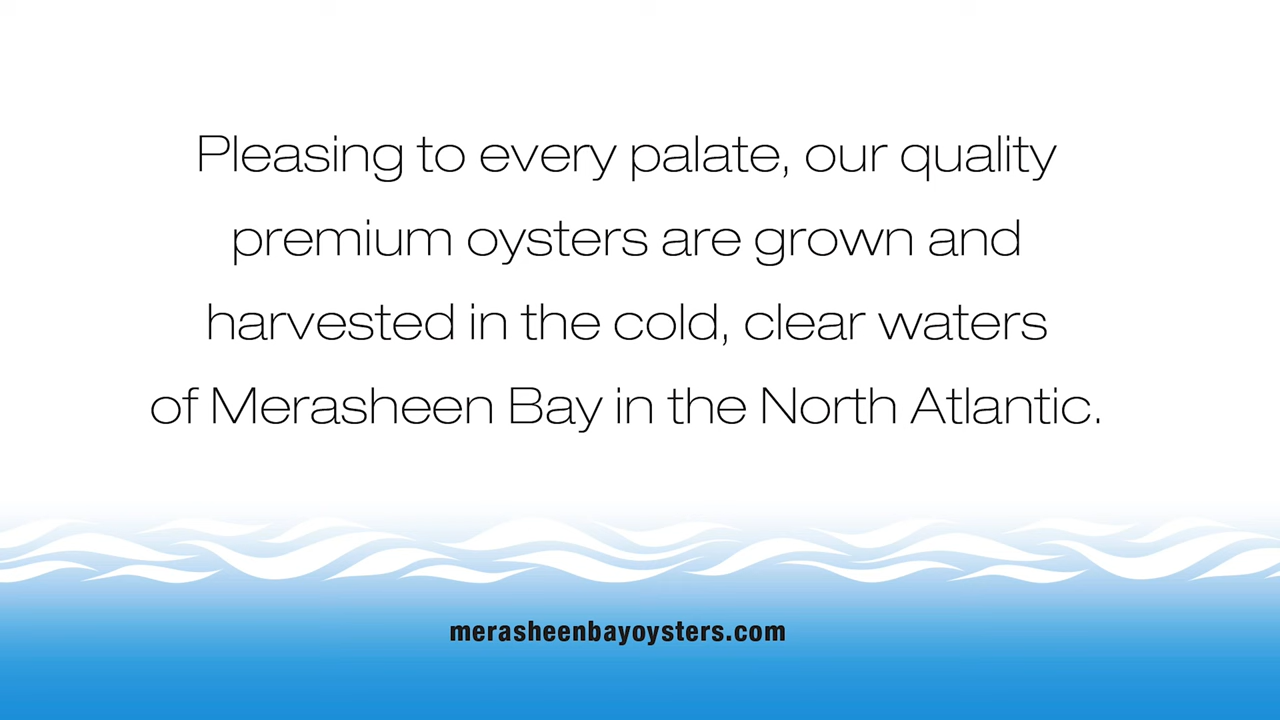 Pleasing to every palate, our quality
premium oysters are grown and
harvested in the cold, clear waters
of Merasheen Bay in the North Atlantic.
merasheenbayoysters.com